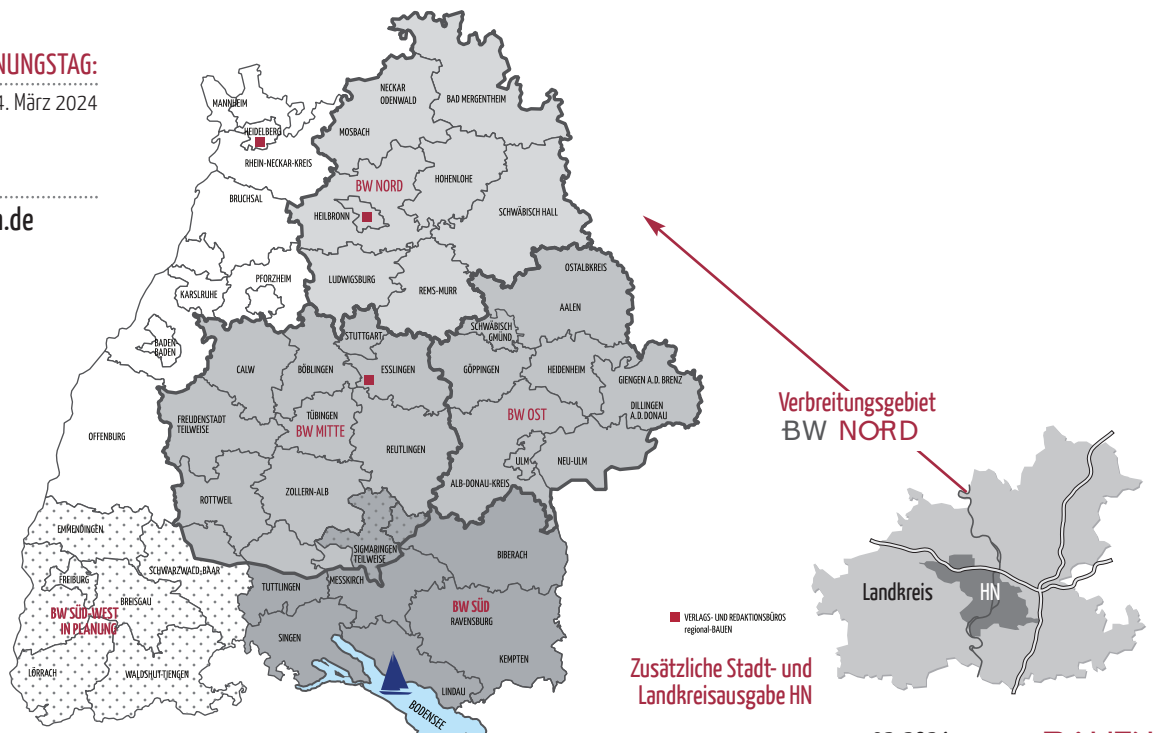 NUNGSTAG:
4. März 2024
n.de
NECKAR
ODENWALD
BAD MERGENTHEIM
MANNHEIM
HEIDELBERG
MOSBACH
RHEIN-NECKAR-KREIS
BW NORD
HOHENLOHE
BRUCHSAL
HEILBRONN
SCHWÄBISCH HALL
OSTALBKREIS
PFORZHEIM
LUDWIGSBURG
REMS-MURR
KARSLRUHE
AALEN
SCHWÄBISCH
GMÜND
STUTTGART
BADEN
BADEN
CALW
BÖBLINGEN
ESSLINGEN
GÖPPINGEN
HEIDENHEIM
GIENGEN A.D. BRENZ
DILLINGEN
A.D. DONAU
FREUDENSTADT
TEILWEISE
TÜBINGEN
BW MITTE
BW OST
OFFENBURG
REUTLINGEN
ULM
NEU-ULM
ALB-DONAU-KREIS
ROTTWEIL
ZOLLERN-ALB
EMMENDINGEN
SIGMARINGEN
TEILWEISE
BIBERACH
SCHWARZWALD-BAAR
FREIBURG
TUTTLINGEN
MESSKIRCH
BREISGAU
BW SÜD-WEST
IN PLANUNG
BW SÜD
RAVENSBURG
SINGEN
KEMPTEN
LÖRRACH
WALDSHUT-TIENGEN
LINDAU
BODENSEE
Verbreitungsgebiet
BW NORD
Landkreis
HN
VERLAGS- UND REDAKTIONSBÜROS
regional-BAUEN
Zusätzliche Stadt- und
Landkreisausgabe HN